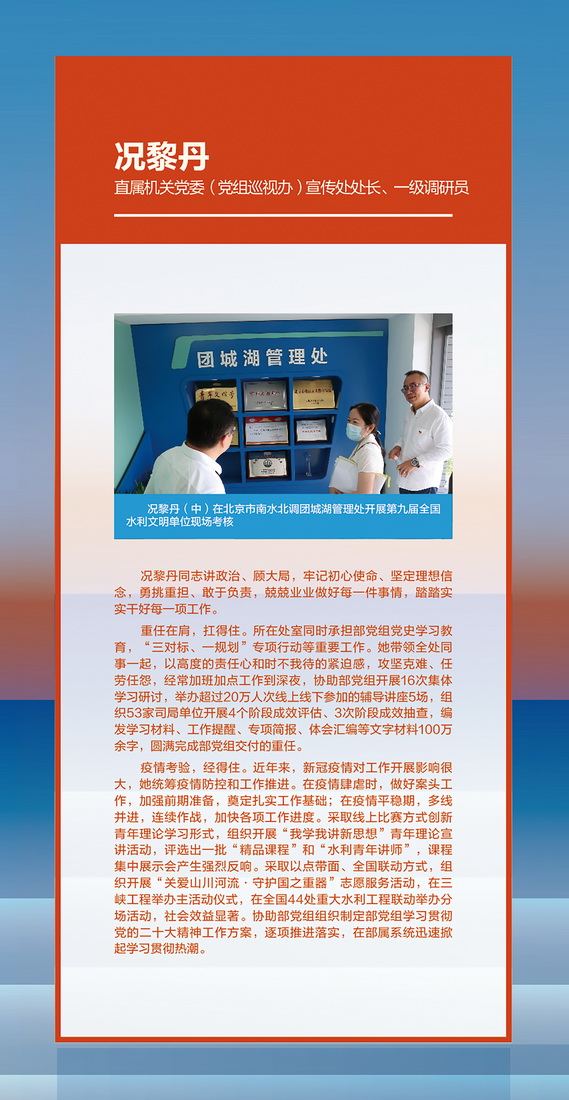 况黎丹
直属机关党委（党组巡视办）宣传处处长、一级调研员
团城湖管理处
况黎丹（中）在北京市南水北调团城湖管理处开展第九届全国
水利文明单位现场考核
况黎丹同志讲政治、顾大局，牢记初心使命、坚定理想信
念，勇挑重担、敢于负责，兢兢业业做好每一件事情，踏踏实
实干好每一项工作。
重任在肩，扛得住。所在处室同时承担部党组党史学习教
育，“三对标、一规划”专项行动等重要工作。她带领全处同
事一起，以高度的责任心和时不我待的紧迫感，攻坚克难、任
劳任怨，经常加班加点工作到深夜，协助部党组开展16次集体
学习研讨，举办超过20万人次线上线下参加的辅导讲座5场，组
织53家司局单位开展4个阶段成效评估、3次阶段成效抽查，编
发学习材料、工作提醒、专项简报、体会汇编等文字材料100万
余字，圆满完成部党组交付的重任。
疫情考验，经得住。近年来，新冠疫情对工作开展影响很
大，她统筹疫情防控和工作推进。在疫情肆虐时，做好案头工
作，加强前期准备，奠定扎实工作基础；在疫情平稳期，多线
并进，连续作战，加快各项工作进度。采取线上比赛方式创新
青年理论学习形式，组织开展“我学我讲新思想”青年理论宣
讲活动，评选出一批“精品课程”和“水利青年讲师”，课程
集中展示会产生强烈反响。采取以点带面、全国联动方式，组
织开展“关爱山川河流·守护国之重器”志愿服务活动，在三
峡工程举办主活动仪式，在全国44处重大水利工程联动举办分
场活动，社会效益显著。协助部党组组织制定部党组学习贯彻
党的二十大精神工作方案，逐项推进落实，在部属系统迅速掀
起学习贯彻热潮。